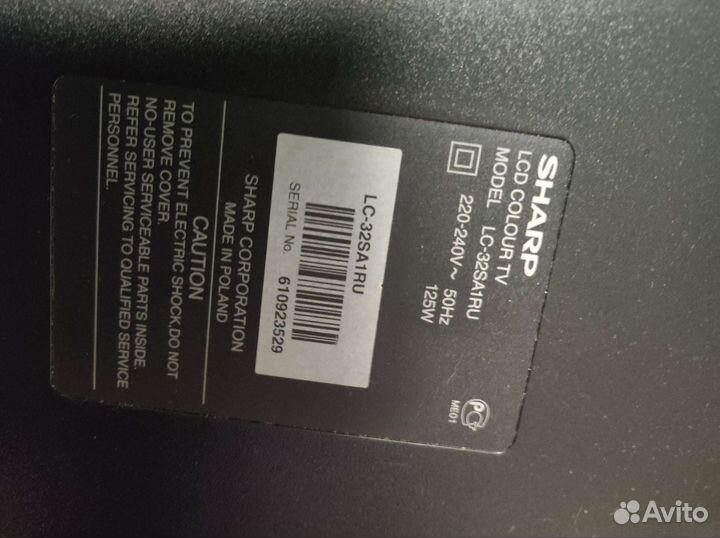 SHARP
LCD COLOUR TV
MODEL LC-32SA1RU
220-240V~ 50Hz
125W
PC
ME01
LC-32SA1RU
SERIAL No. 610923529
SHARP CORPORATION
MADE IN POLAND
CAUTION
TO PREVENT ELECTRIC SHOCK,DO NOT
REMOVE COVER.
NO-USER SERVICEABLE PARTS INSIDE.
REFER SERVICING TO QUALIFIED SERVICE
PERSONNEL.
Avito